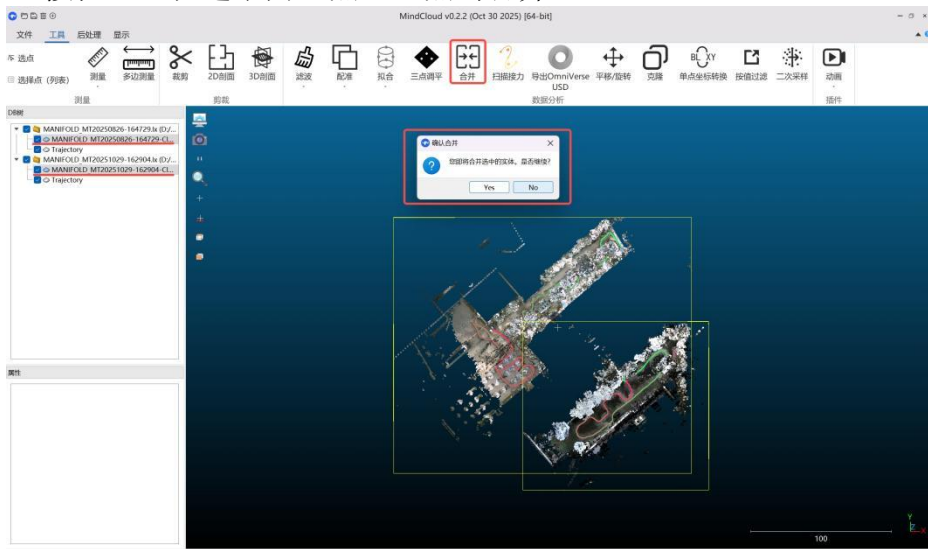 MindCloud v0.2.2 (Oct 30 2025) [64-bit]
文件 工具 后处理 显示
选点
选择点 (列表)
测量 多边测量 裁剪 2D剖面 3D剖面 滤波 配准 拟合 三点调平 合并 扫描接力 导出OmniVerse USD 平移/旋转 克隆 单点坐标转换 按值过滤 二次采样 动画
测量 剪裁 数据分析 插件
DB树
MANIFOLD_MT20250826-164729.lx (D:/...
MANIFOLD_MT20250826-164729-Cl...
Trajectory
MANIFOLD_MT20251029-162904.lx (D:/...
MANIFOLD_MT20251029-162904-Cl...
Trajectory
确认合并
您即将合并选中的实体。是否继续?
Yes No
属性
Y
Z X
100